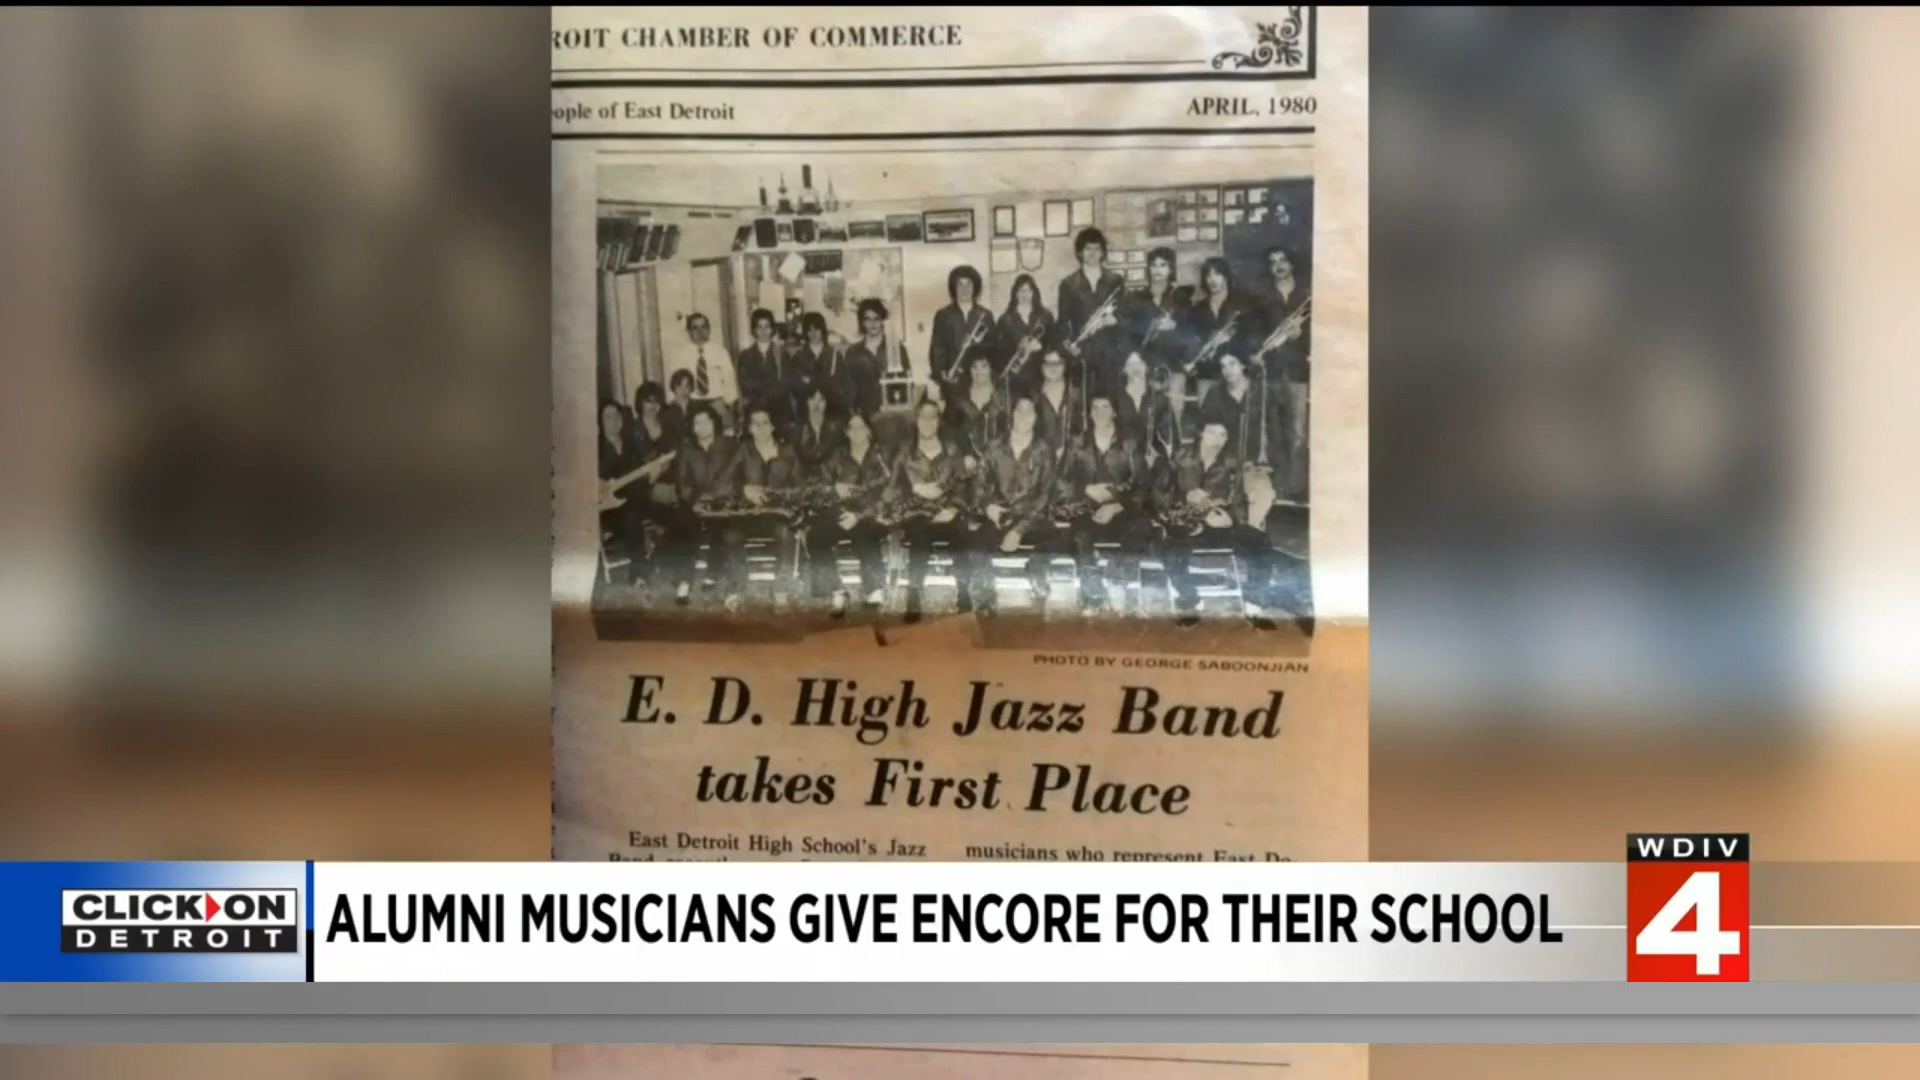 ROIT CHAMBER OF COMMERCE
ople of East Detroit
APRIL, 1980
PHOTO BY GEORGE SABOONJIAN
E. D. High Jazz Band
takes First Place
East Detroit High School's Jazz
musicians who represent East De-
CLICK ON
DETROIT
ALUMNI MUSICIANS GIVE ENCORE FOR THEIR SCHOOL
WDIV
4